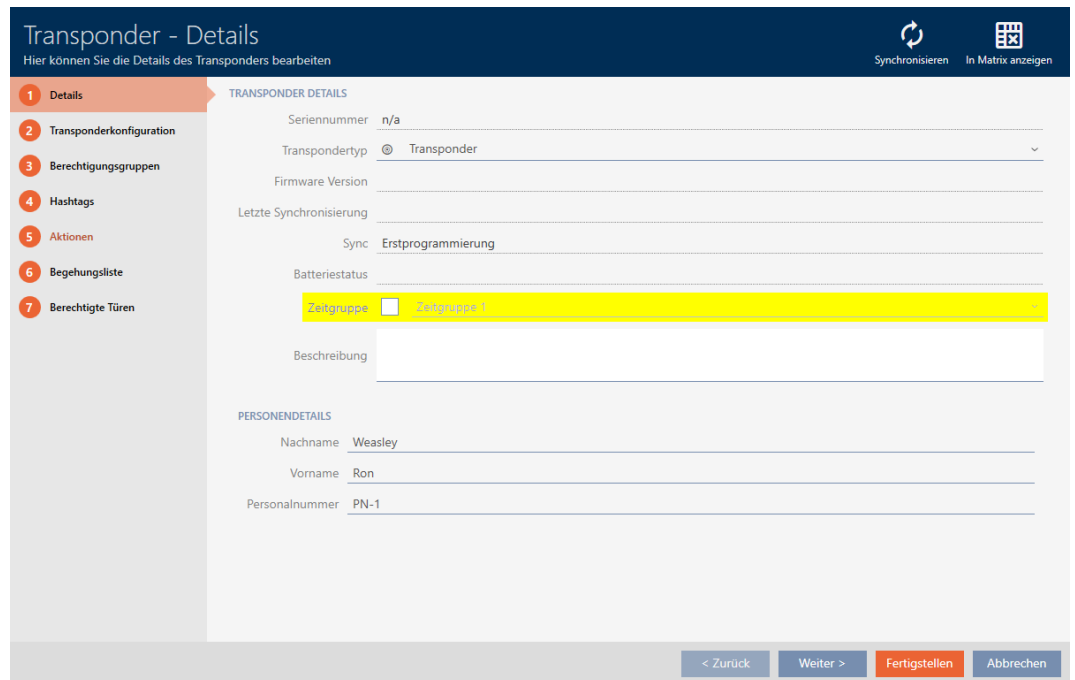 Transponder - Details
Hier können Sie die Details des Transponders bearbeiten
Synchronisieren
In Matrix anzeigen
1 Details
2 Transponderkonfiguration
3 Berechtigungsgruppen
4 Hashtags
5 Aktionen
6 Begehungsliste
7 Berechtigte Türen
TRANSPONDER DETAILS
Seriennummer n/a
Transpondertyp Transponder
Firmware Version
Letzte Synchronisierung
Sync Erstprogrammierung
Batteriestatus
Zeitgruppe Zeitgruppe 1
Beschreibung
PERSONENDETAILS
Nachname Weasley
Vorname Ron
Personalnummer PN-1
< Zurück
Weiter >
Fertigstellen
Abbrechen